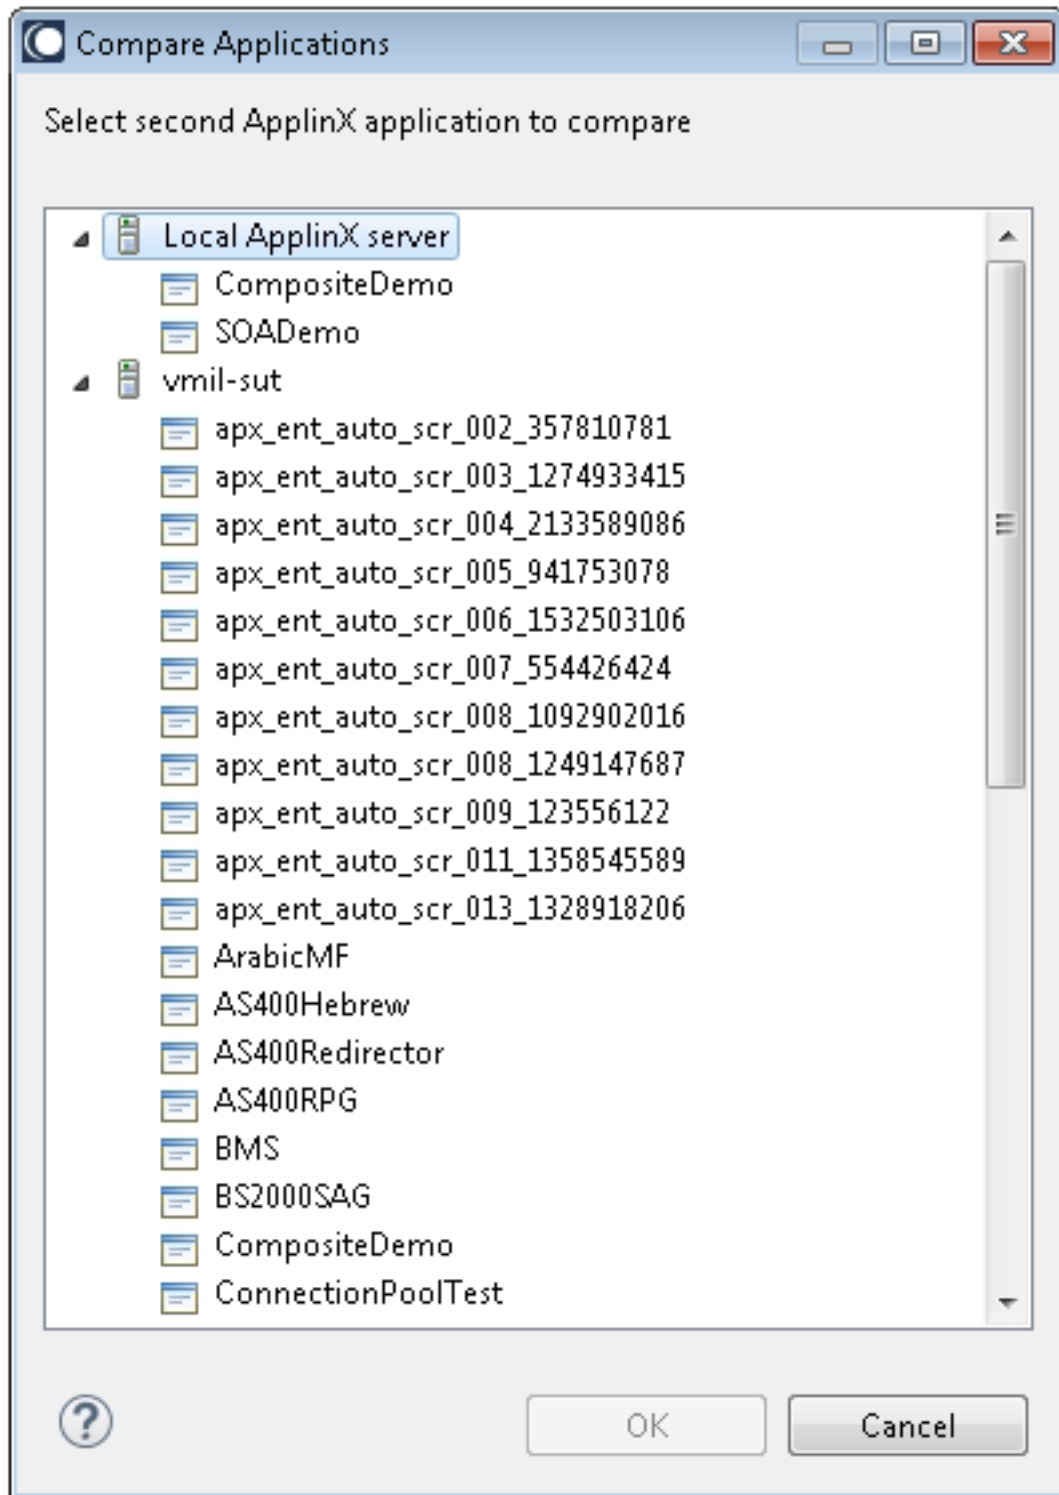 Compare Applications
Select second ApplinX application to compare
Local ApplinX server
CompositeDemo
SOADemo
vmil-sut
apx_ent_auto_scr_002_357810781
apx_ent_auto_scr_003_1274933415
apx_ent_auto_scr_004_2133589086
apx_ent_auto_scr_005_941753078
apx_ent_auto_scr_006_1532503106
apx_ent_auto_scr_007_554426424
apx_ent_auto_scr_008_1092902016
apx_ent_auto_scr_008_1249147687
apx_ent_auto_scr_009_123556122
apx_ent_auto_scr_011_1358545589
apx_ent_auto_scr_013_1328918206
ArabicMF
AS400Hebrew
AS400Redirector
AS400RPG
BMS
BS2000SAG
CompositeDemo
ConnectionPoolTest
? OK Cancel